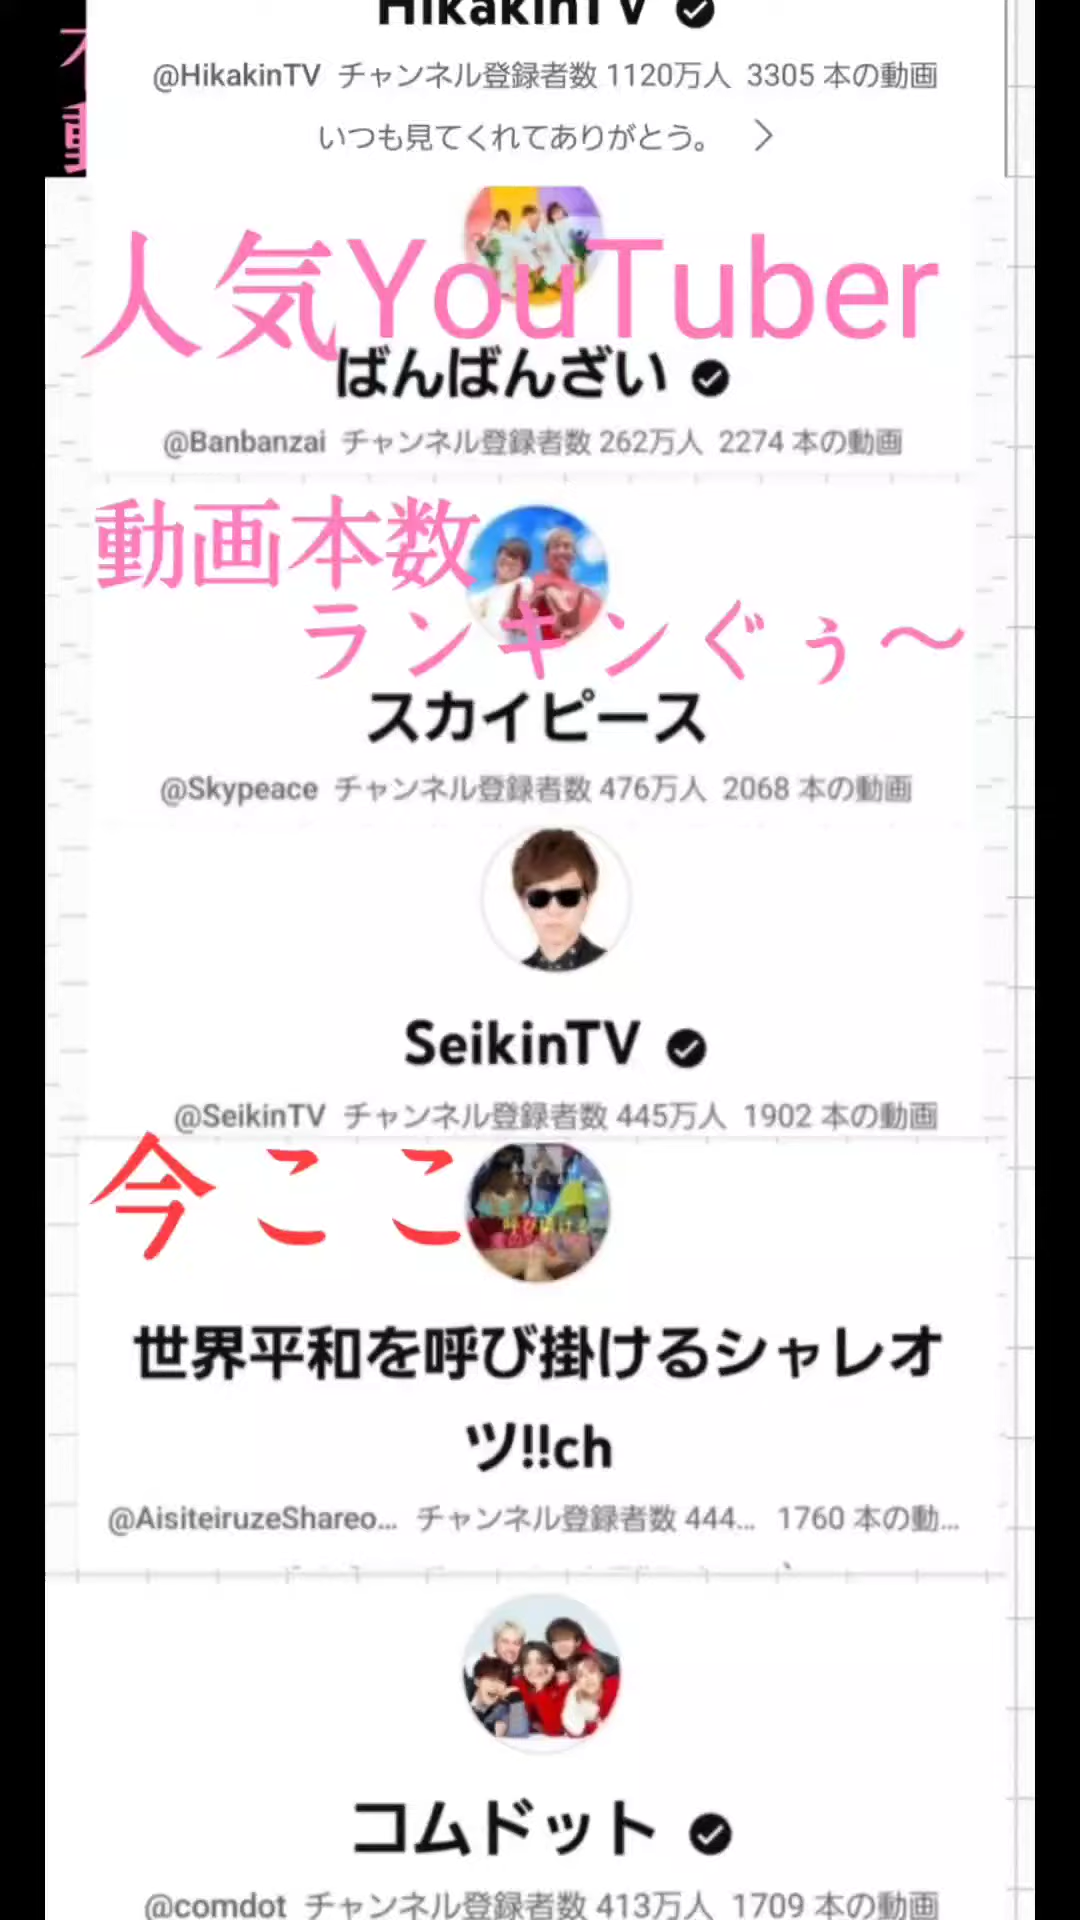 HikakinTV
@HikakinTV チャンネル登録者数 1120万人 3305 本の動画
いつも見てくれてありがとう。
人気YouTuber
ばんばんざい
@Banbanzai チャンネル登録者数 262万人 2274 本の動画
動画本数
ランキンぐぅ〜
スカイピース
@Skypeace チャンネル登録者数 476万人 2068 本の動画
SeikinTV
@SeikinTV チャンネル登録者数 445万人 1902 本の動画
今ここ
呼び掛ける
世界平和を呼び掛けるシャレオ
ツ!!ch
@AisiteiruzeShareo... チャンネル登録者数 444... 1760 本の動...
コムドット
@comdot チャンネル登録者数 413万人 1709 本の動画